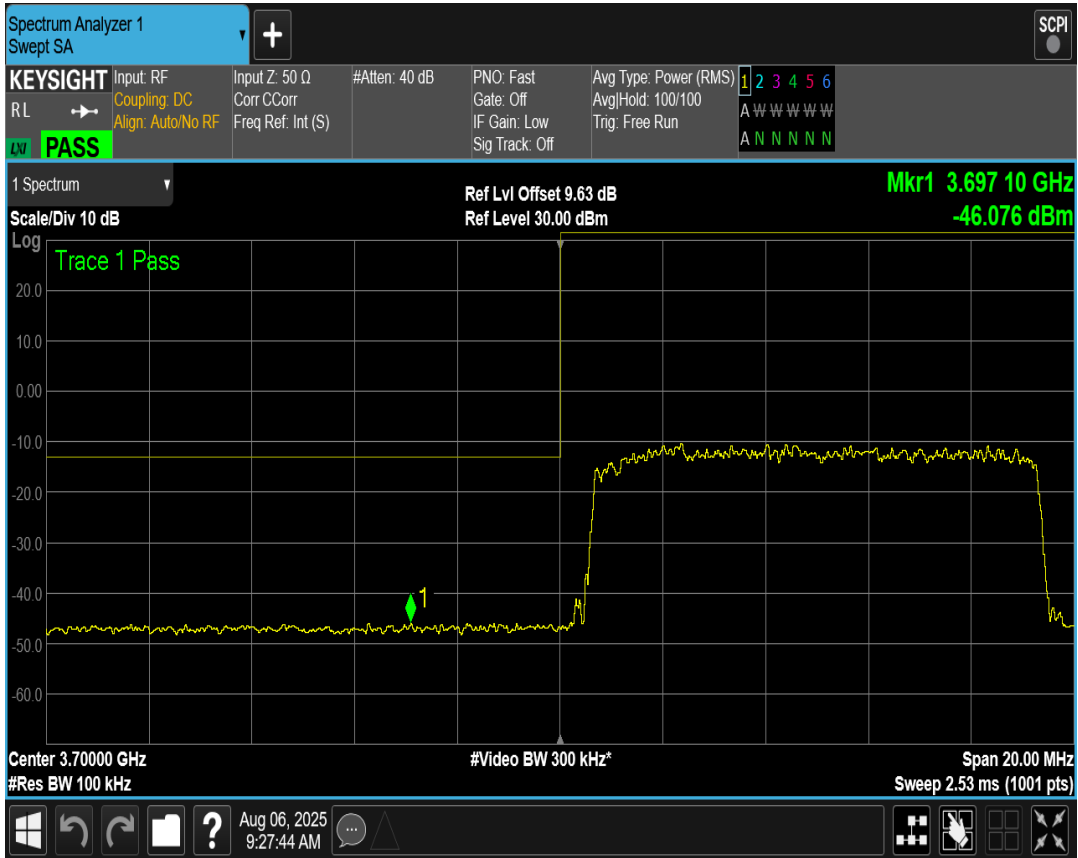 Spectrum Analyzer 1
Swept SA
+
SCPI
KEYSIGHT
R L
LXI PASS
Input: RF
Coupling: DC
Align: Auto/No RF
Input Z: 50 Ω
Corr CCorr
Freq Ref: Int (S)
#Atten: 40 dB
PNO: Fast
Gate: Off
IF Gain: Low
Sig Track: Off
Avg Type: Power (RMS)
Avg|Hold: 100/100
Trig: Free Run
1 2 3 4 5 6
A W W W W W
A N N N N N
1 Spectrum
Ref Lvl Offset 9.63 dB
Mkr1 3.697 10 GHz
Scale/Div 10 dB
Ref Level 30.00 dBm
-46.076 dBm
Log
Trace 1 Pass
20.0
10.0
0.00
-10.0
-20.0
-30.0
-40.0
1
-50.0
-60.0
Center 3.70000 GHz
#Video BW 300 kHz*
Span 20.00 MHz
#Res BW 100 kHz
Sweep 2.53 ms (1001 pts)
?
Aug 06, 2025
9:27:44 AM